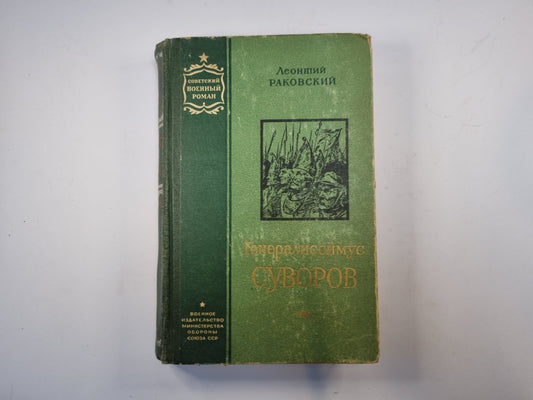 СОВЕТСКИЙ
ВОЕННЫЙ
РОМАН
Леонтий
РАКОВСКИЙ
Генералиссимус
СУВОРОВ
ВОЕННОЕ
ИЗДАТЕЛЬСТВО
МИНИСТЕРСТВА
ОБОРОНЫ
СОЮЗА ССР